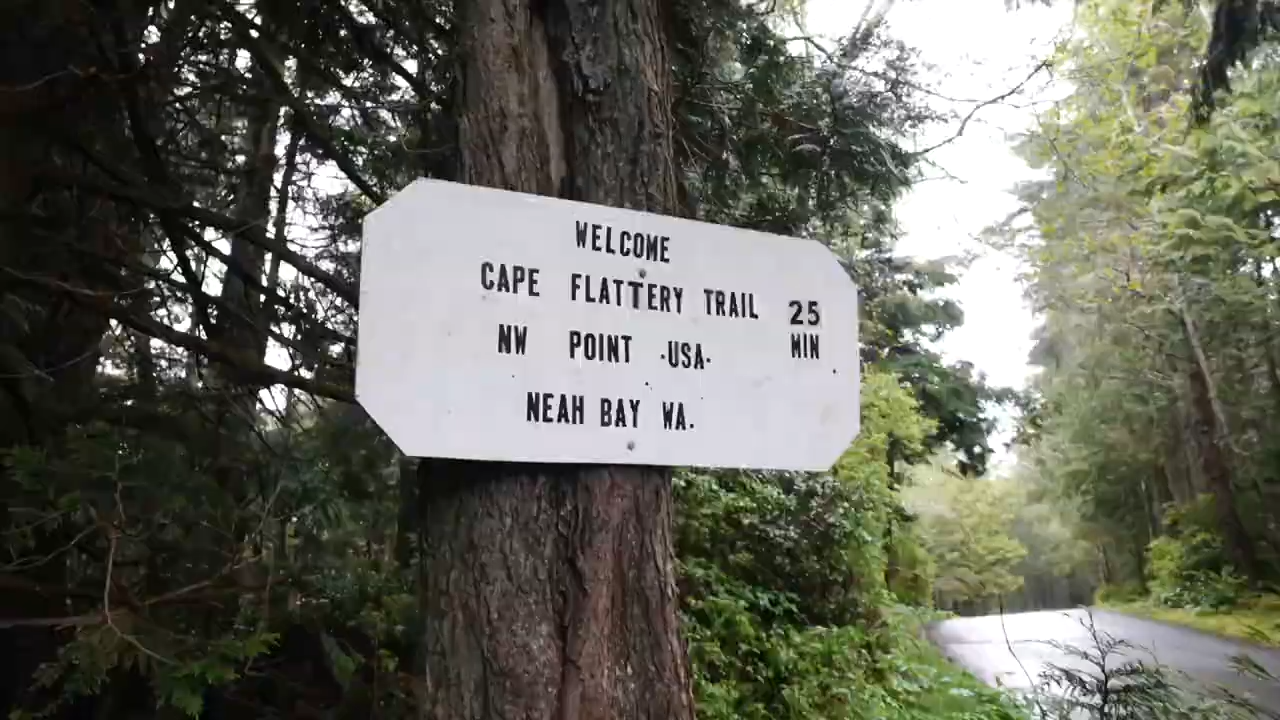 WELCOME
CAPE FLATTERY TRAIL 25
NW POINT ·USA· MIN
NEAH BAY WA.